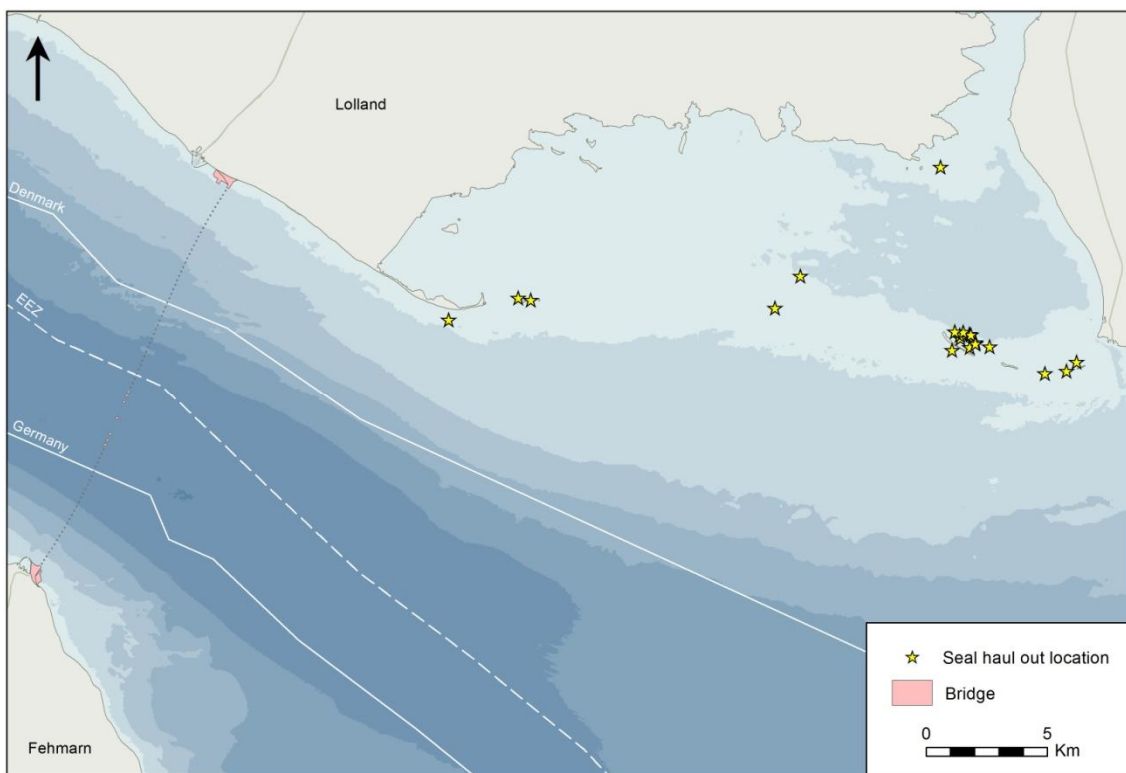 Lolland
Denmark
EEZ
Germany
Fehmarn
Seal haul out location
Bridge
0 5
Km